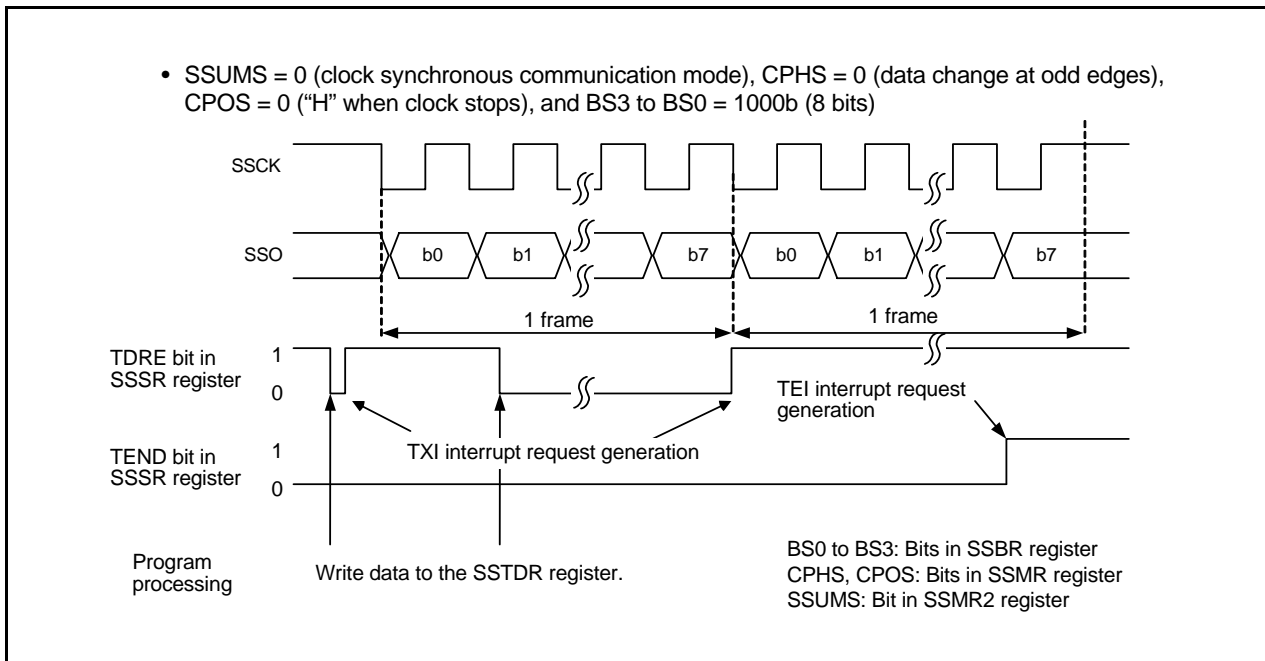 • SSUMS = 0 (clock synchronous communication mode), CPHS = 0 (data change at odd edges),
CPOS = 0 (“H” when clock stops), and BS3 to BS0 = 1000b (8 bits)
SSCK
SSO
b0
b1
b7
b0
b1
b7
1 frame
1 frame
TDRE bit in
SSSR register
1
0
TEI interrupt request
generation
TXI interrupt request generation
TEND bit in
SSSR register
1
0
Program
processing
Write data to the SSTDR register.
BS0 to BS3: Bits in SSBR register
CPHS, CPOS: Bits in SSMR register
SSUMS: Bit in SSMR2 register